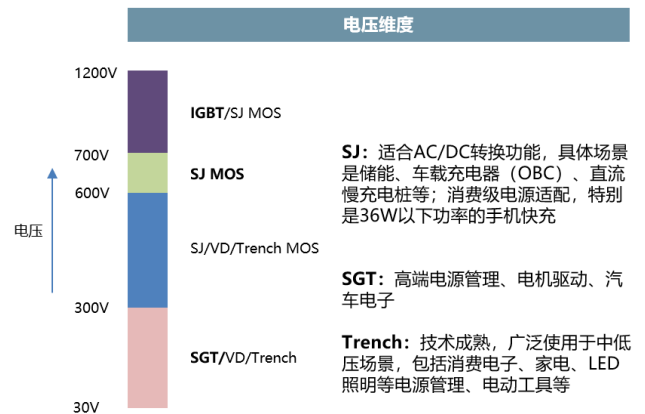 电压维度
1200V
IGBT/SJ MOS
700V
SJ MOS
600V
电压
SJ/VD/Trench MOS
300V
SGT/VD/Trench
30V
SJ：适合AC/DC转换功能，具体场景
是储能、车载充电器（OBC）、直流
慢充电桩等；消费级电源适配，特别
是36W以下功率的手机快充
SGT：高端电源管理、电机驱动、汽
车电子
Trench：技术成熟，广泛使用于中低
压场景，包括消费电子、家电、LED
照明等电源管理、电动工具等